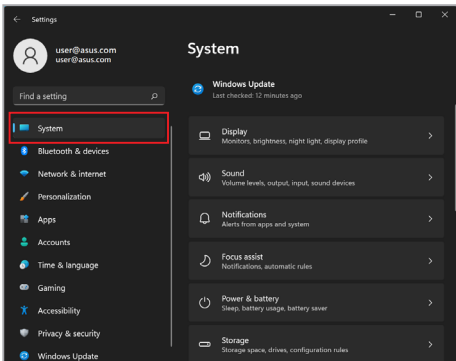 Settings
user@asus.com
user@asus.com
Find a setting
System
Bluetooth & devices
Network & internet
Personalization
Apps
Accounts
Time & language
Gaming
Accessibility
Privacy & security
Windows Update
System
Windows Update
Last checked: 12 minutes ago
Display
Monitors, brightness, night light, display profile
Sound
Volume levels, output, input, sound devices
Notifications
Alerts from apps and system
Focus assist
Notifications, automatic rules
Power & battery
Sleep, battery usage, battery saver
Storage
Storage space, drives, configuration rules